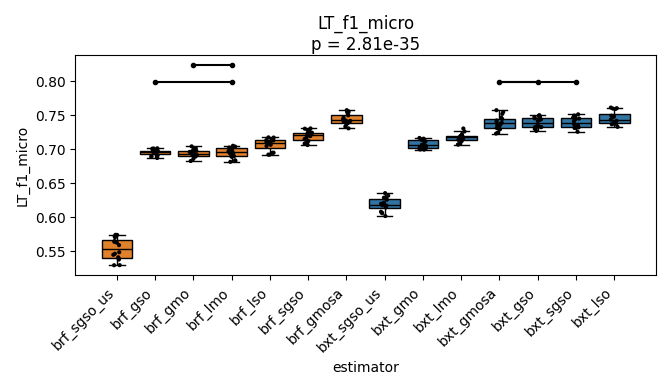 LT_f1_micro
p = 2.81e-35
LT_f1_micro
0.80
0.75
0.70
0.65
0.60
0.55
brf_sgso_us
brf_gso
brf_gmo
brf_lmo
brf_lso
brf_sgso
brf_gmosa
bxt_sgso_us
bxt_gmo
bxt_lmo
bxt_gmosa
bxt_gso
bxt_sgso
bxt_lso
estimator